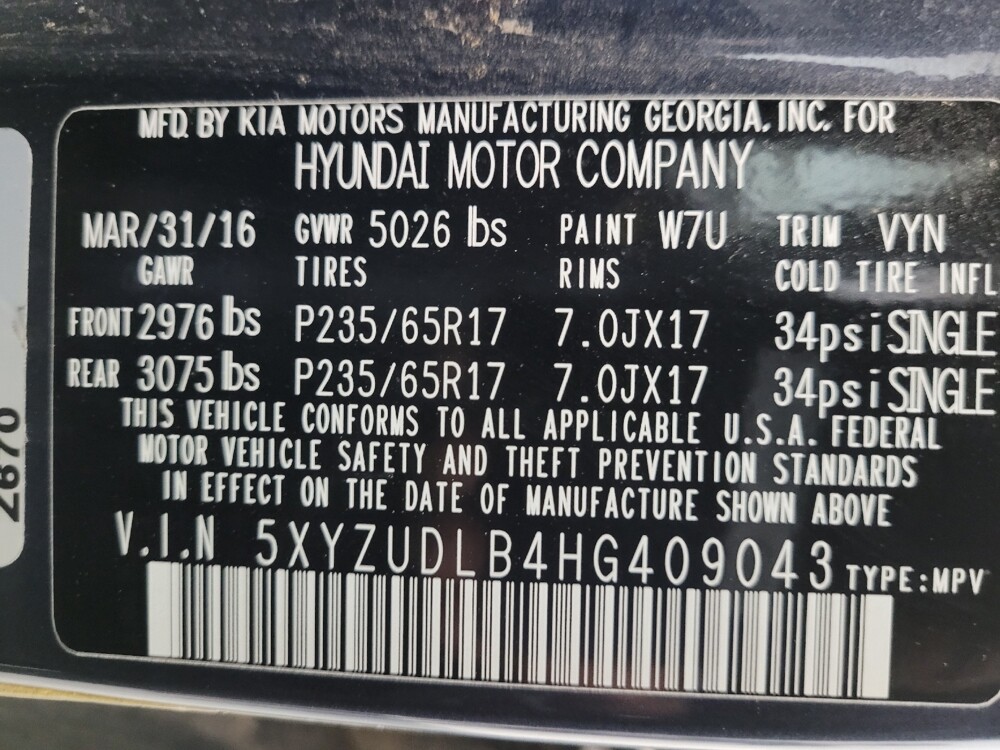 MFD. BY KIA MOTORS MANUFACTURING GEORGIA, INC. FOR
HYUNDAI MOTOR COMPANY
MAR/31/16 GVWR 5026 lbs PAINT W7U TRIM VYN
GAWR TIRES RIMS COLD TIRE INFL
FRONT 2976 lbs P235/65R17 7.0JX17 34psi SINGLE
REAR 3075 lbs P235/65R17 7.0JX17 34psi SINGLE
THIS VEHICLE CONFORMS TO ALL APPLICABLE U.S.A. FEDERAL
MOTOR VEHICLE SAFETY AND THEFT PREVENTION STANDARDS
IN EFFECT ON THE DATE OF MANUFACTURE SHOWN ABOVE
V.I.N 5XYZUDLB4HG409043 TYPE:MPV